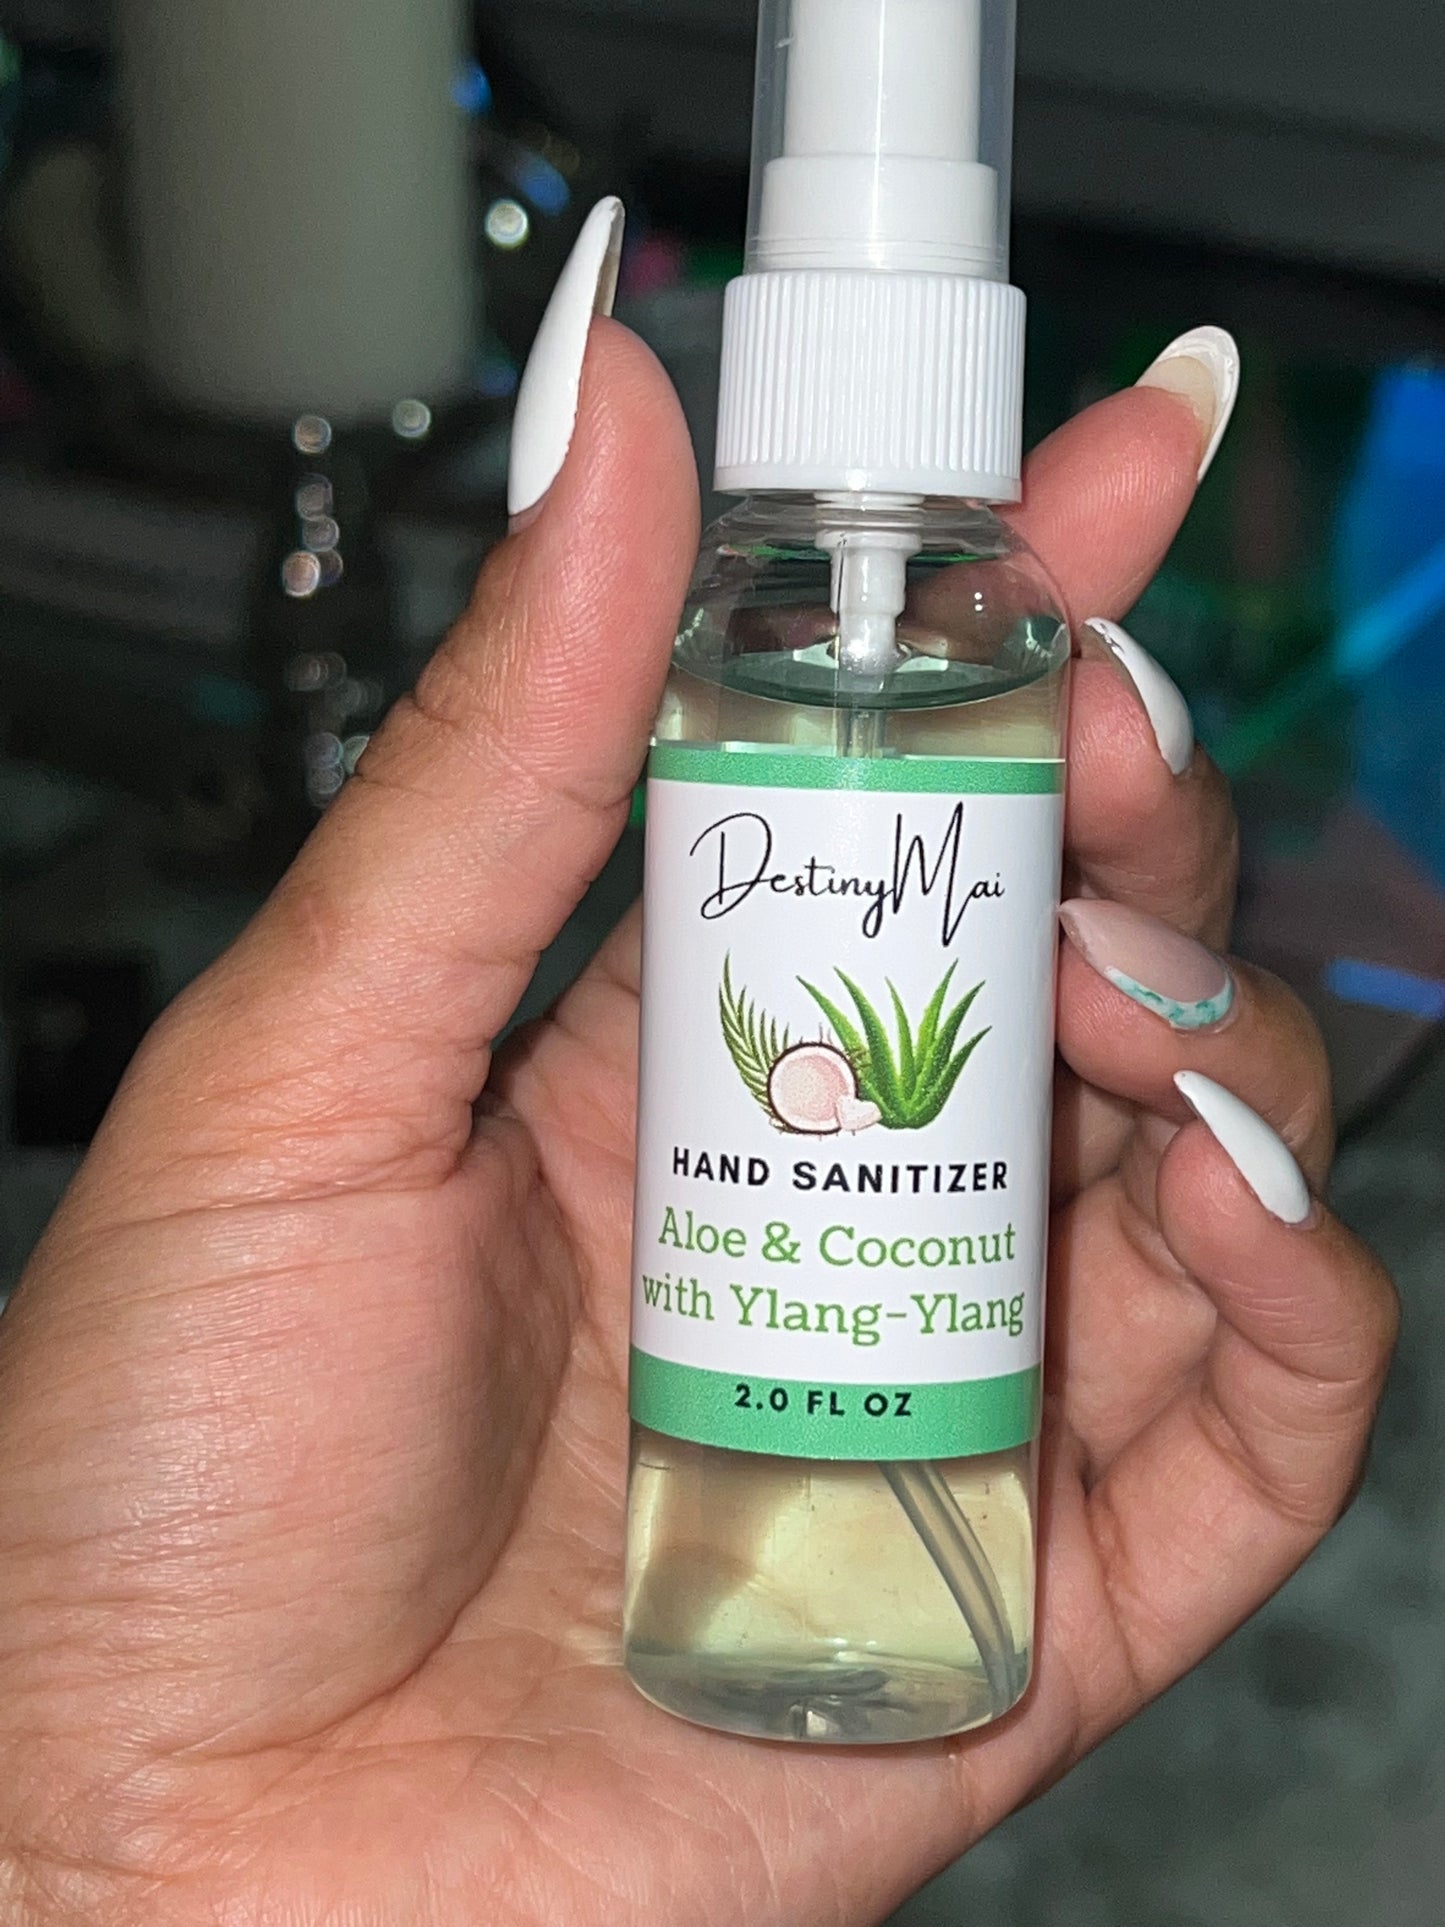 DestinyMai
HAND SANITIZER
Aloe & Coconut
with Ylang-Ylang
2.0 FL OZ